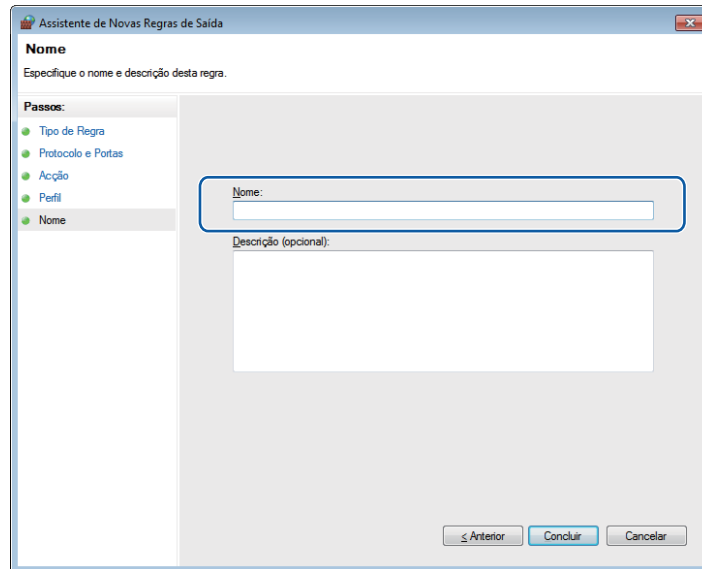 Assistente de Novas Regras de Saída
Nome
Especifique o nome e descrição desta regra.
Passos:
Tipo de Regra
Protocolo e Portas
Acção
Perfil
Nome
Nome:
Descrição (opcional):
< Anterior
Concluir
Cancelar